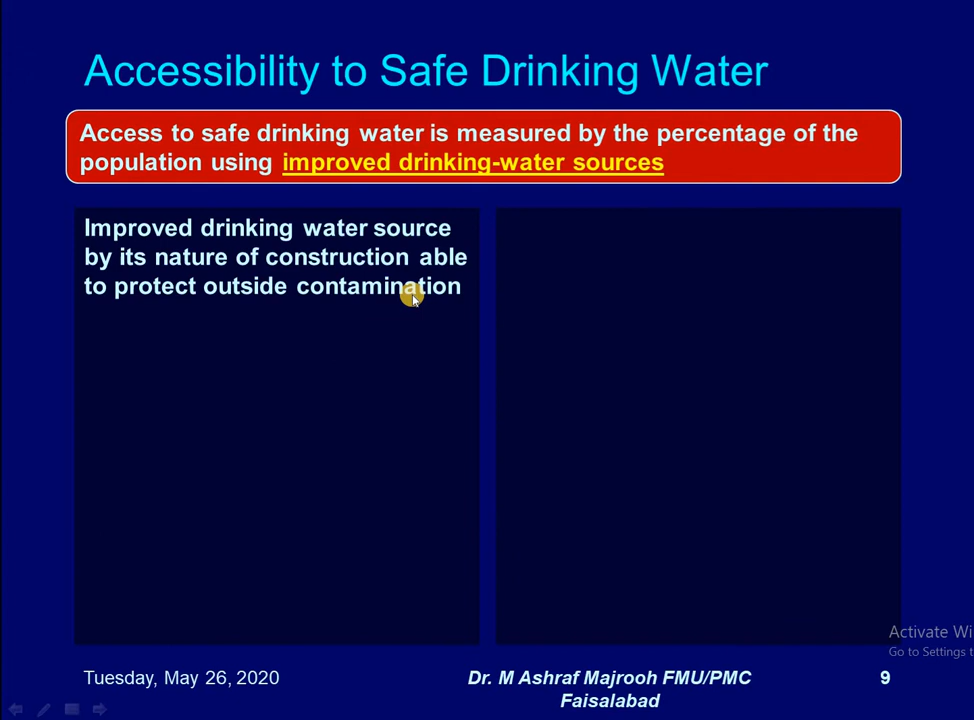 Accessibility to Safe Drinking Water
Access to safe drinking water is measured by the percentage of the
population using improved drinking-water sources
Improved drinking water source
by its nature of construction able
to protect outside contamination
Activate Wi
Go to Settings t
Tuesday, May 26, 2020
Dr. M Ashraf Majrooh FMU/PMC
Faisalabad
9